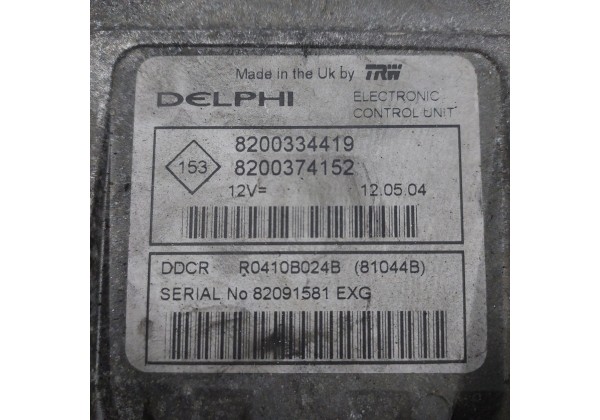 Made in the Uk by TRW
DELPHI ELECTRONIC
CONTROL UNIT
8200334419
153 8200374152
12V= 12.05.04
DDCR R0410B024B (81044B)
SERIAL No 82091581 EXG